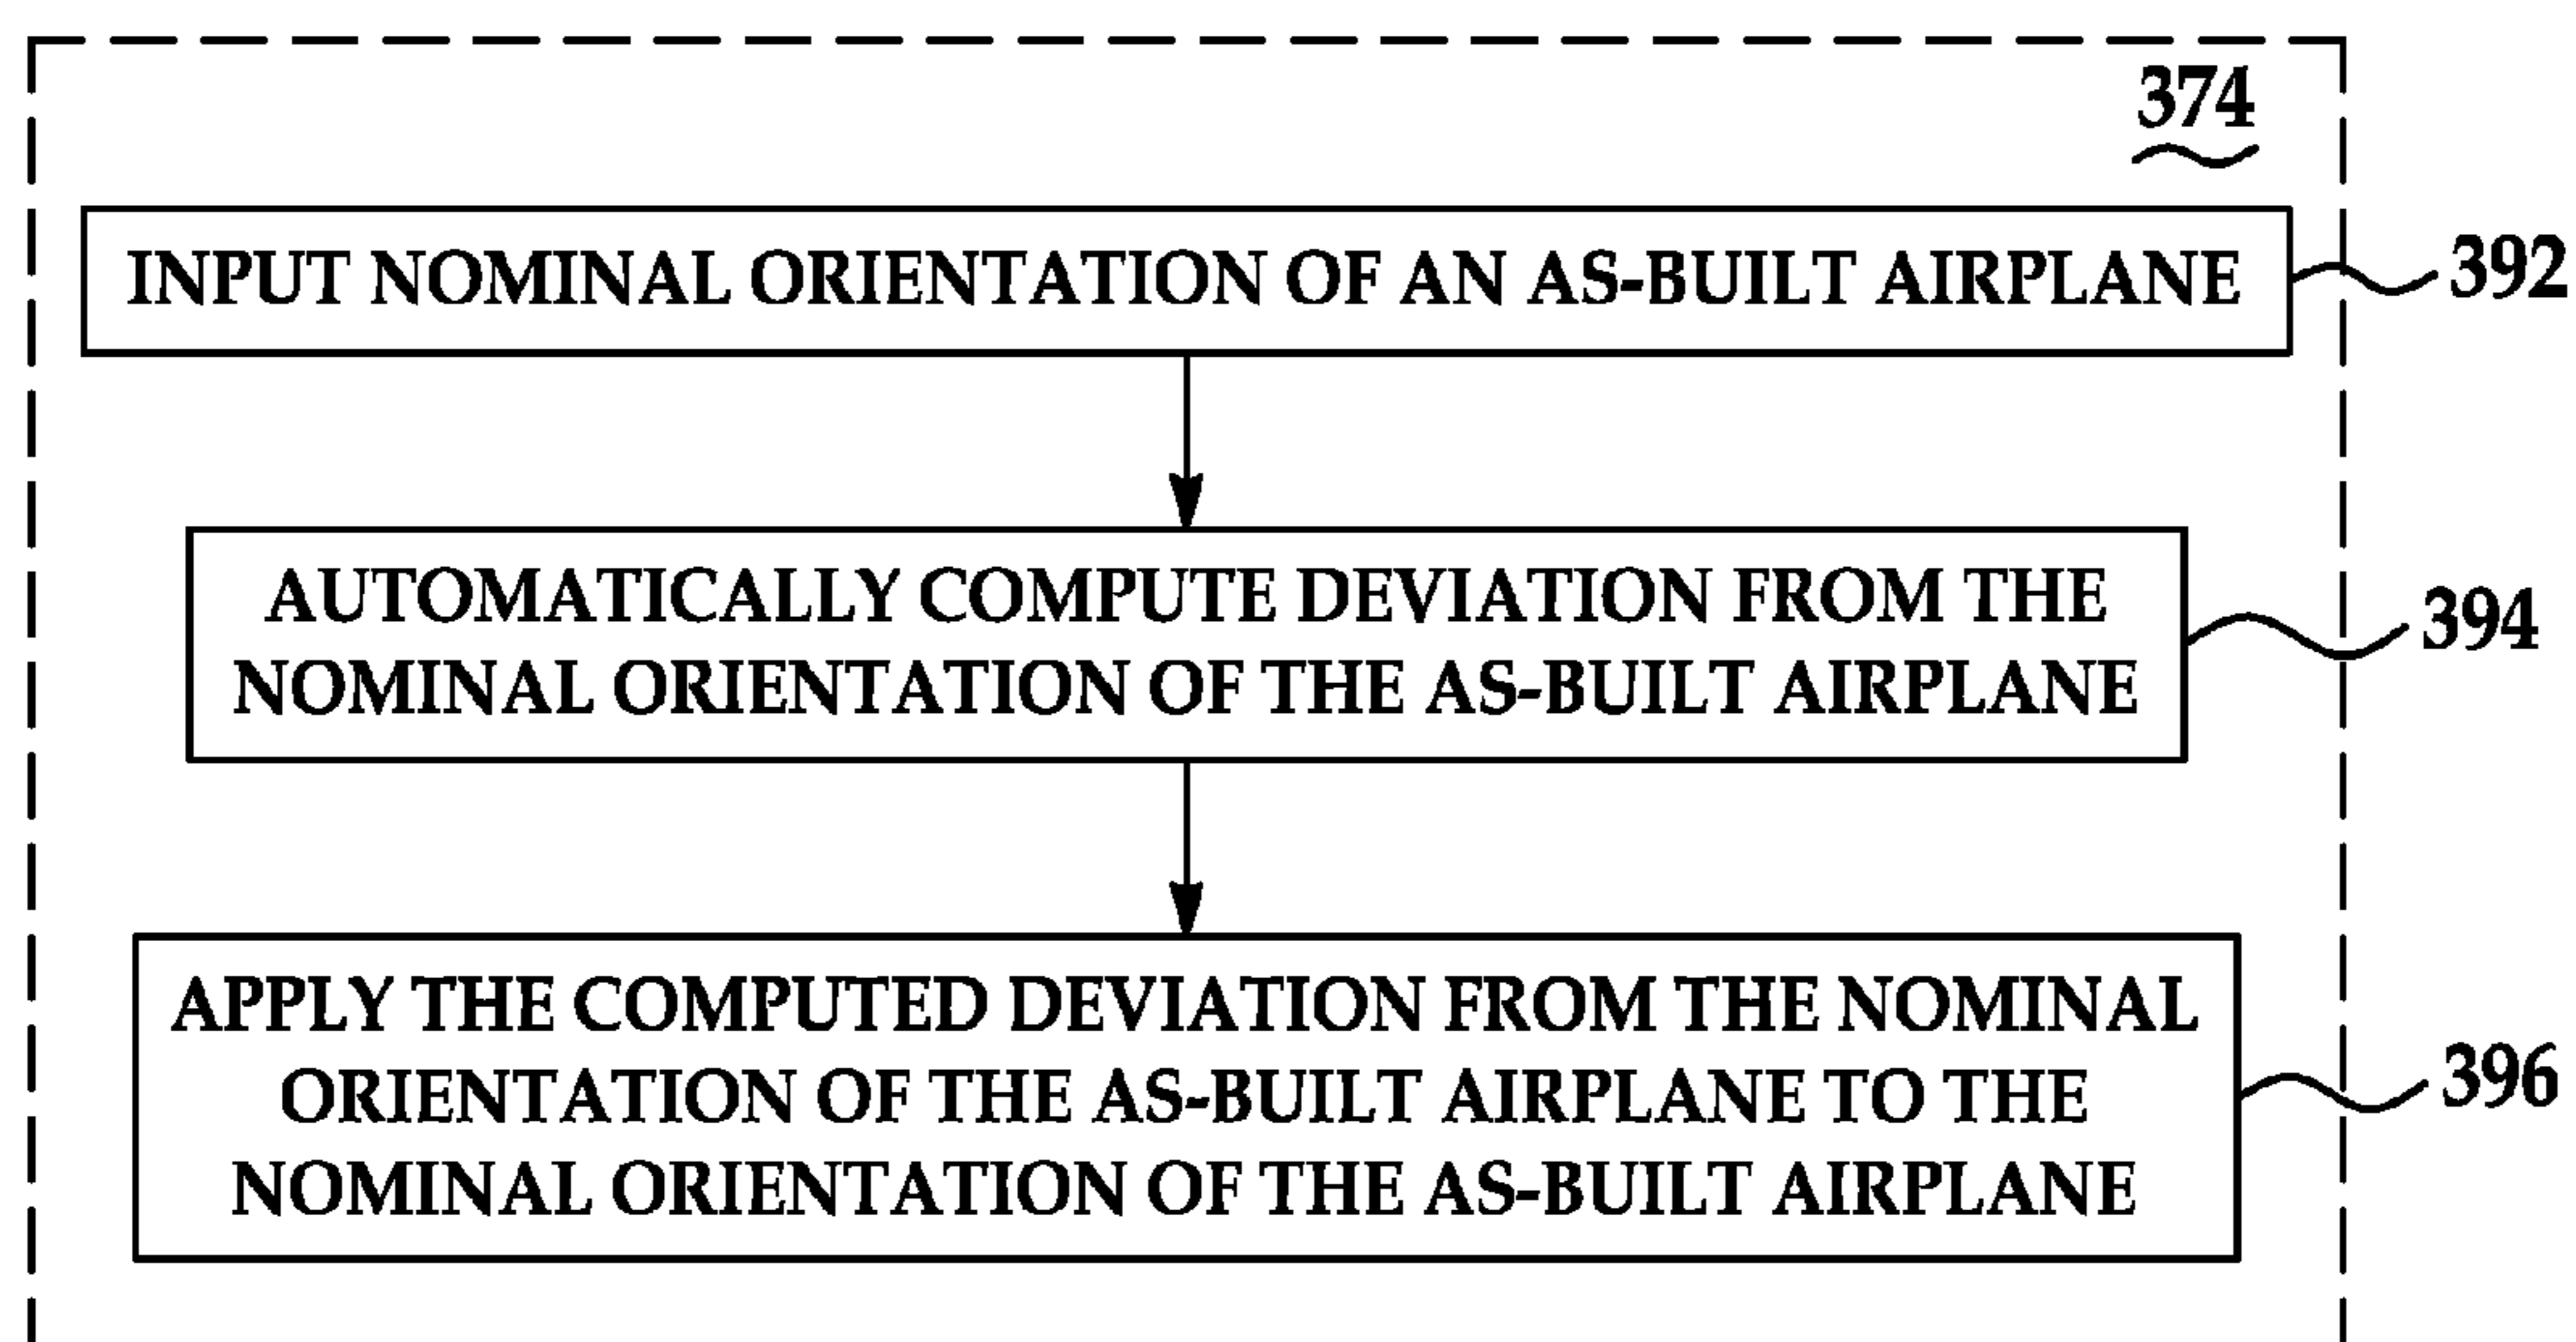 374
INPUT NOMINAL ORIENTATION OF AN AS-BUILT AIRPLANE
392
AUTOMATICALLY COMPUTE DEVIATION FROM THE
NOMINAL ORIENTATION OF THE AS-BUILT AIRPLANE
394
APPLY THE COMPUTED DEVIATION FROM THE NOMINAL
ORIENTATION OF THE AS-BUILT AIRPLANE TO THE
NOMINAL ORIENTATION OF THE AS-BUILT AIRPLANE
396